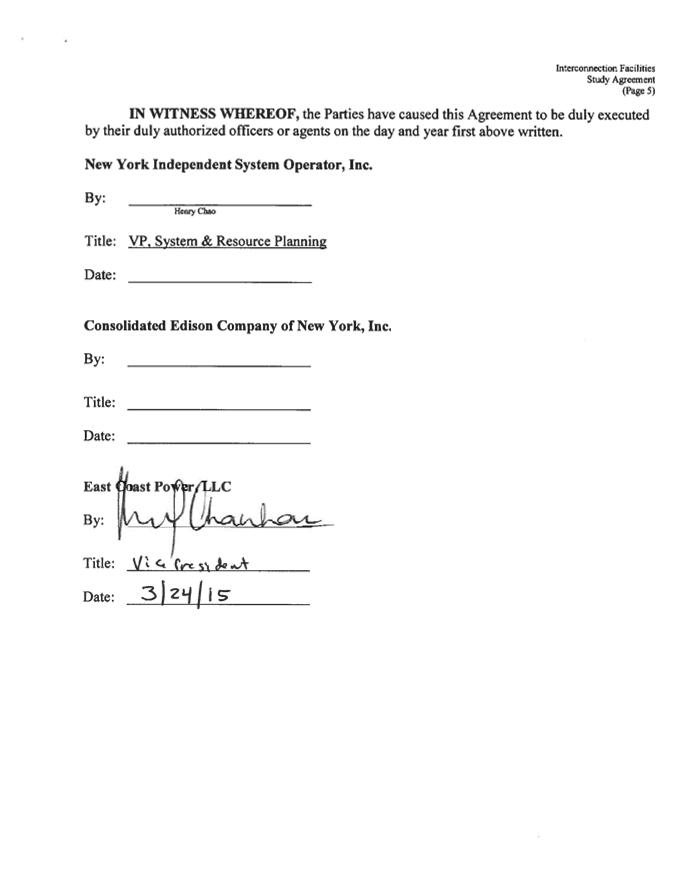 Interconnection Facilities
Study Agreement
(Page 5)
IN WITNESS WHEREOF, the Parties have caused this Agreement to be duly executed
by their duly authorized officers or agents on the day and year first above written.
New York Independent System Operator, Inc.
By:
Henry Chao
Title: VP, System & Resource Planning
Date:
Consolidated Edison Company of New York, Inc.
By:
Title:
Date:
East Coast Power, LLC
By:
Title: Vice President
Date: 3/24/15